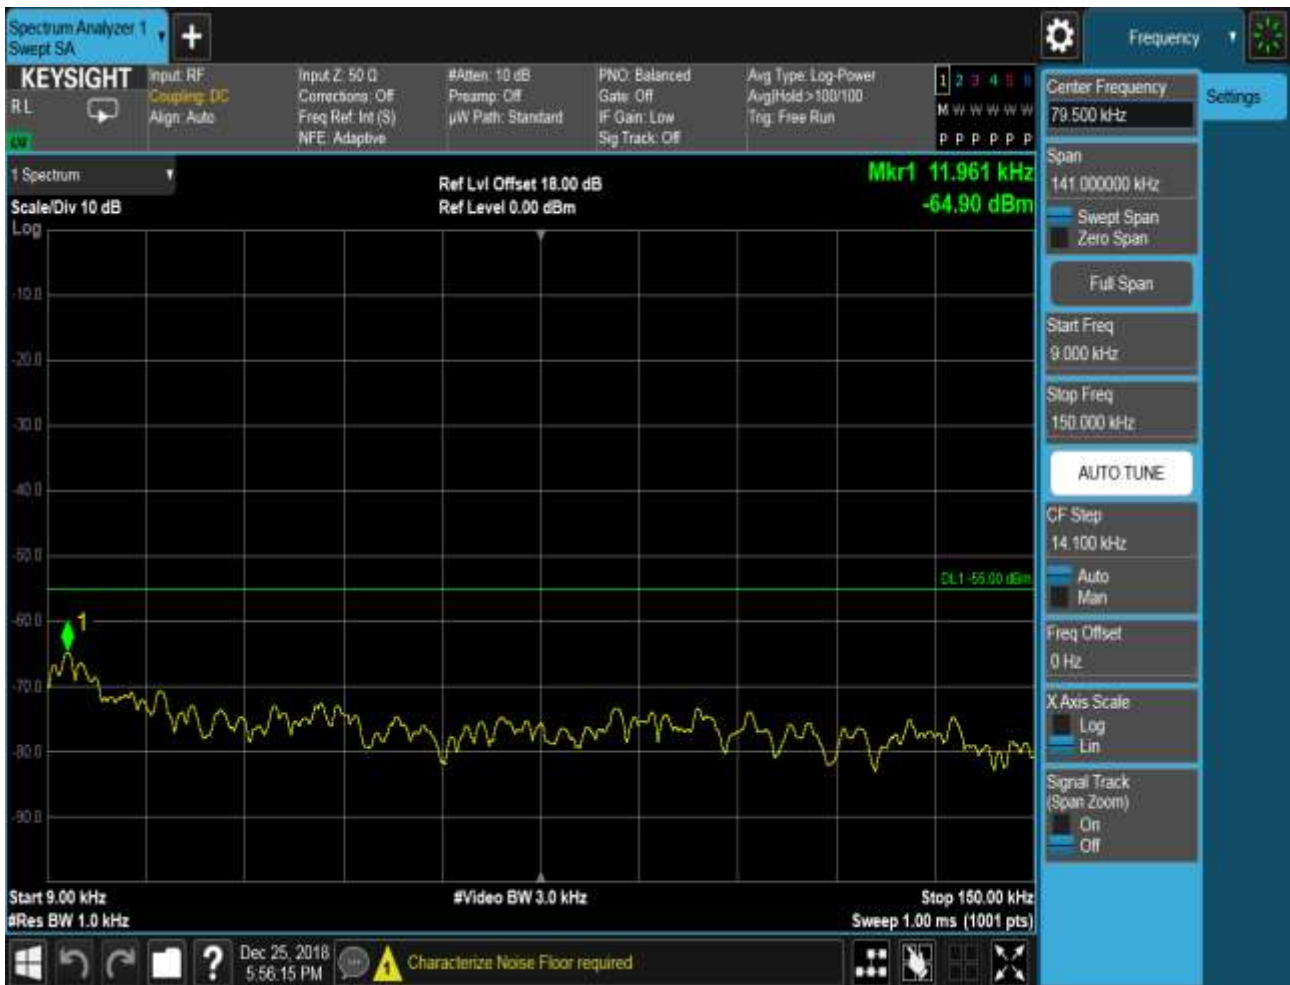 Spectrum Analyzer 1
Swept SA
+
Frequency
KEYSIGHT
R L
Input: RF
Coupling: DC
Align: Auto
Input Z: 50 Ω
Corrections: Off
Freq Ref: Int (S)
NFE: Adaptive
#Atten: 10 dB
Preamp: Off
µW Path: Standard
PNO: Balanced
Gate: Off
IF Gain: Low
Sig Track: Off
Avg Type: Log-Power
Avg|Hold >100/100
Trig: Free Run
1 2 3 4 5 6
M W W W W W
P P P P P P
1 Spectrum
Scale/Div 10 dB
Log
Ref Lvl Offset 18.00 dB
Ref Level 0.00 dBm
Mkr1 11.961 kHz
-64.90 dBm
-10.0
-20.0
-30.0
-40.0
-50.0
-60.0
-70.0
-80.0
-90.0
DL1 -55.00 dBm
1
Start 9.00 kHz
#Res BW 1.0 kHz
#Video BW 3.0 kHz
Stop 150.00 kHz
Sweep 1.00 ms (1001 pts)
Center Frequency
79.500 kHz
Settings
Span
141.000000 kHz
Swept Span
Zero Span
Full Span
Start Freq
9.000 kHz
Stop Freq
150.000 kHz
AUTO TUNE
CF Step
14.100 kHz
Auto
Man
Freq Offset
0 Hz
X Axis Scale
Log
Lin
Signal Track
(Span Zoom)
On
Off
?
Dec 25, 2018
5:56:15 PM
1
Characterize Noise Floor required